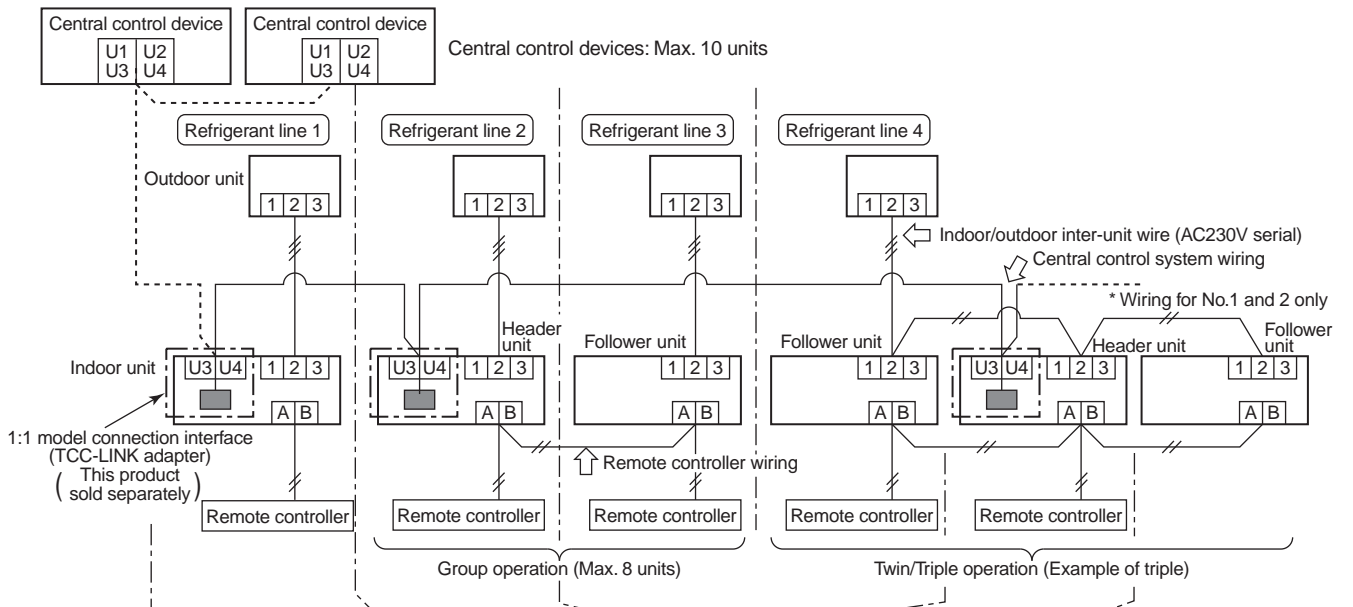 Central control device
U1 U2
U3 U4
Central control device
U1 U2
U3 U4
Central control devices: Max. 10 units
Refrigerant line 1
Refrigerant line 2
Refrigerant line 3
Refrigerant line 4
Outdoor unit
1 2 3
1 2 3
1 2 3
1 2 3
Indoor/outdoor inter-unit wire (AC230V serial)
Central control system wiring
* Wiring for No.1 and 2 only
Indoor unit
U3 U4
1 2 3
A B
Header
unit
U3 U4
1 2 3
A B
Follower unit
1 2 3
A B
Follower unit
1 2 3
A B
Header unit
U3 U4
1 2 3
A B
Follower
unit
1 2 3
A B
1:1 model connection interface
(TCC-LINK adapter)
( This product
sold separately )
Remote controller wiring
Remote controller
Remote controller
Remote controller
Remote controller
Remote controller
Group operation (Max. 8 units)
Twin/Triple operation (Example of triple)